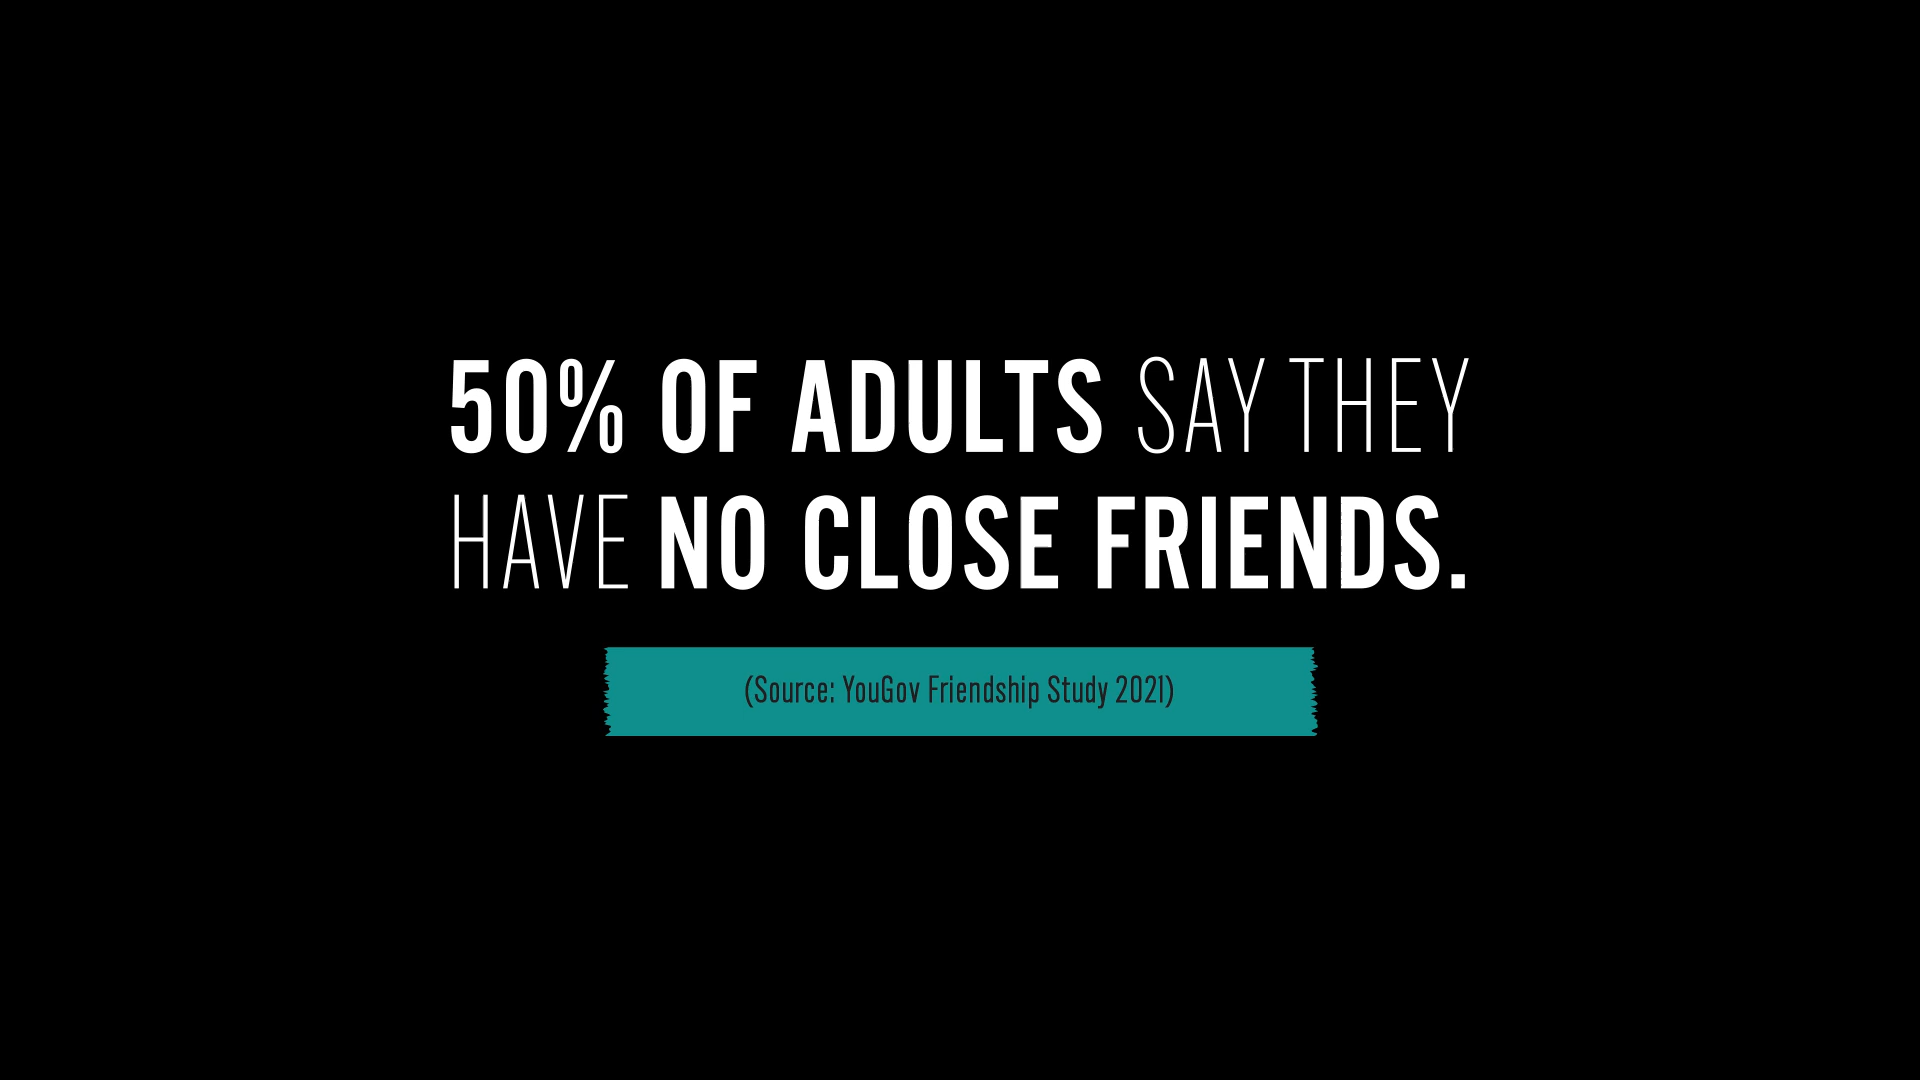 50% OF ADULTS SAY THEY
HAVE NO CLOSE FRIENDS.
(Source: YouGov Friendship Study 2021)